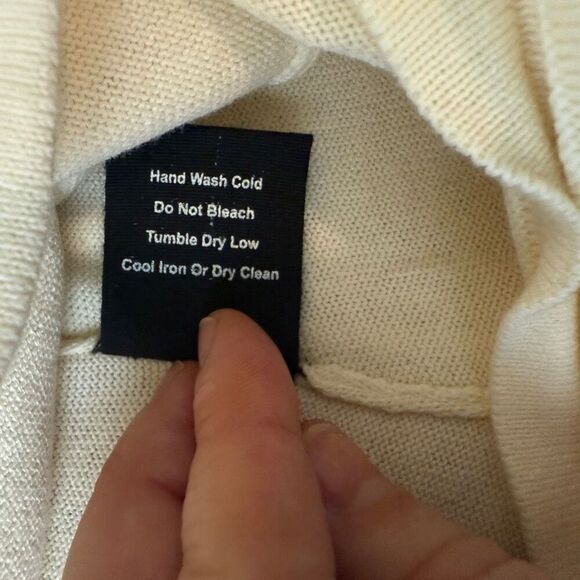 Hand Wash Cold
Do Not Bleach
Tumble Dry Low
Cool Iron Or Dry Clean